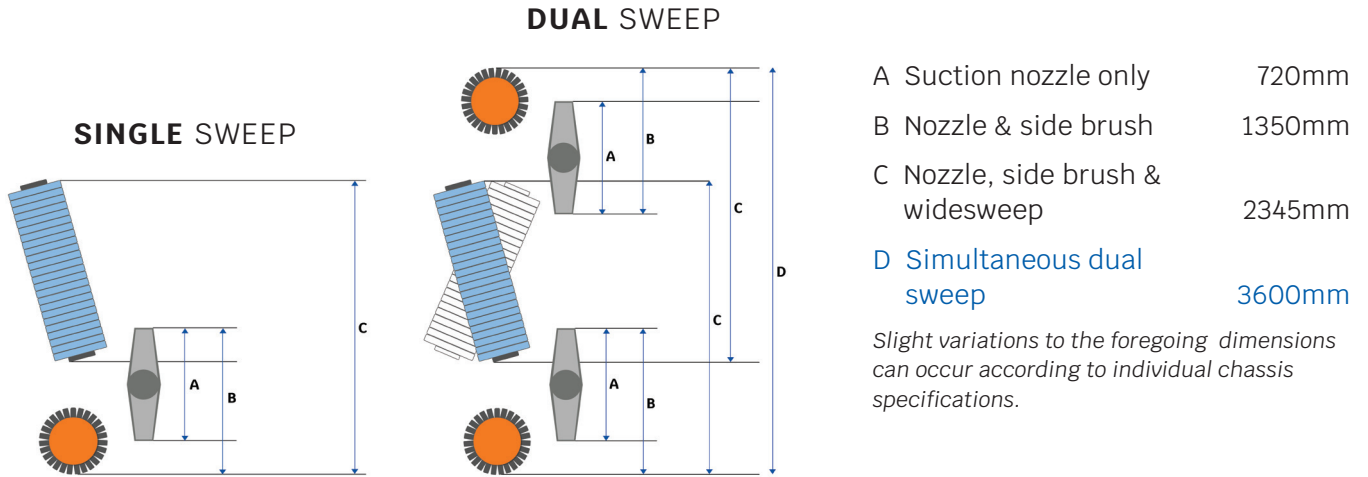 DUAL SWEEP
SINGLE SWEEP
C
A
B
A
B
C
D
C
A
B
A Suction nozzle only 720mm
B Nozzle & side brush 1350mm
C Nozzle, side brush &
widesweep 2345mm
D Simultaneous dual
sweep 3600mm
Slight variations to the foregoing dimensions
can occur according to individual chassis
specifications.